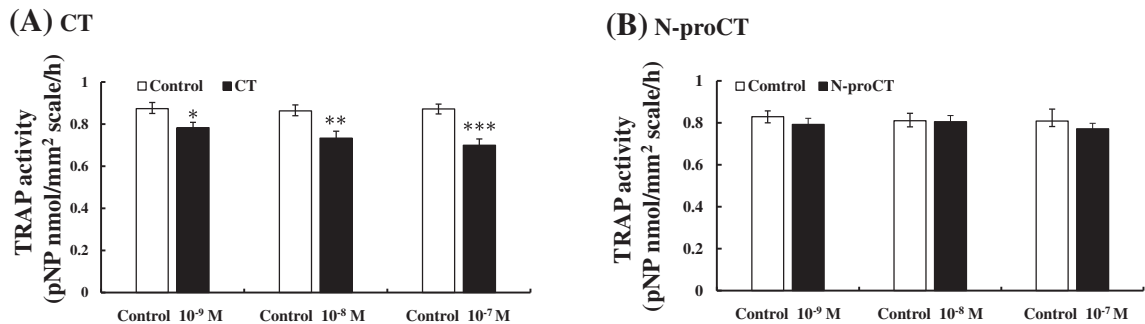 (A) CT
TRAP activity
(pNP nmol/mm² scale/h)
1
0.8
0.6
0.4
0.2
0
Control CT
*
**
***
Control 10⁻⁹ M Control 10⁻⁸ M Control 10⁻⁷ M
(B) N-proCT
TRAP activity
(pNP nmol/mm² scale/h)
1
0.8
0.6
0.4
0.2
0
Comtrol N-proCT
Control 10⁻⁹ M Control 10⁻⁸ M Control 10⁻⁷ M